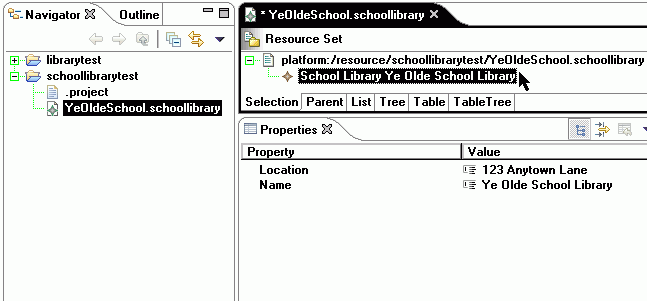 Navigator Outline
librarytest
schoollibrarytest
.project
YeOldeSchool.schoollibrary
* YeOldeSchool.schoollibrary
Resource Set
platform:/resource/schoollibrarytest/YeOldeSchool.schoollibrary
School Library Ye Olde School Library
Selection Parent List Tree Table TableTree
Properties
Property Value
Location 123 Anytown Lane
Name Ye Olde School Library